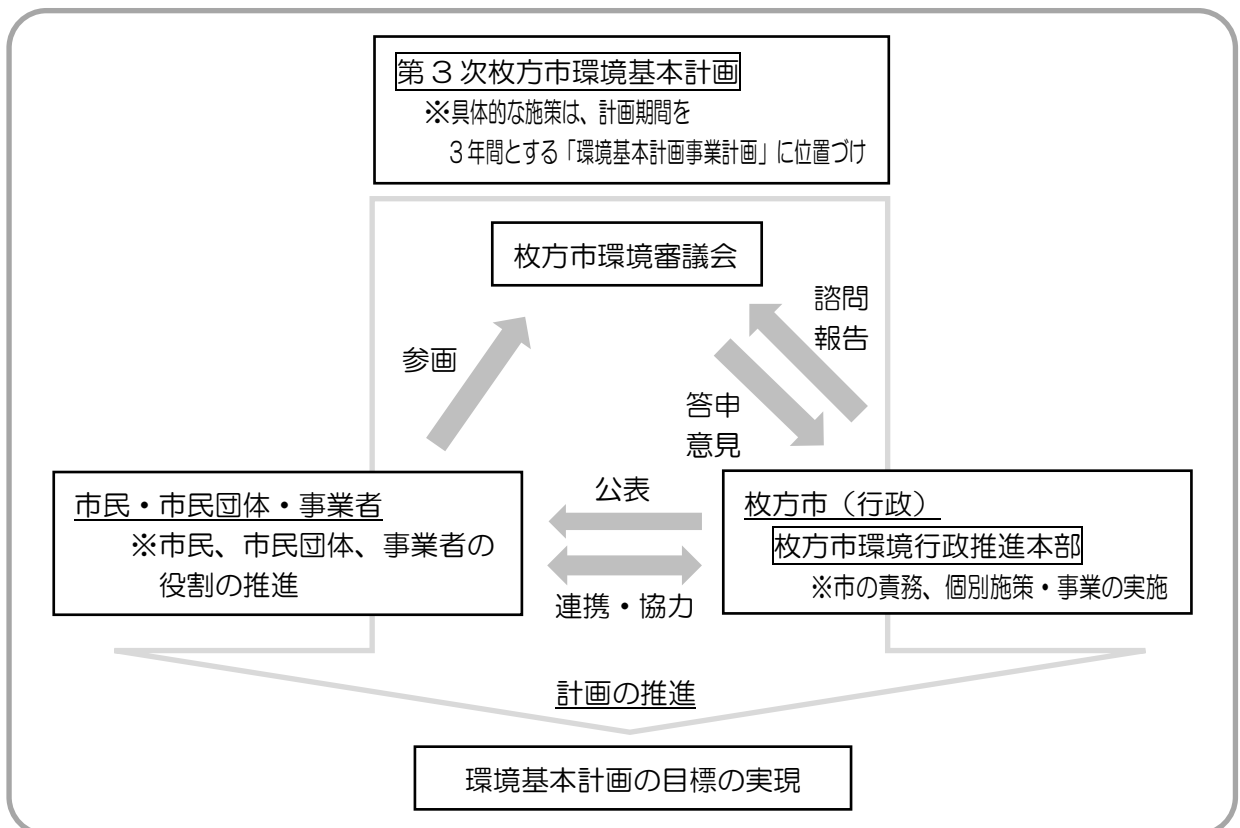 第３次枚方市環境基本計画
※具体的な施策は、計画期間を
３年間とする「環境基本計画事業計画」に位置づけ
枚方市環境審議会
諮問
報告
参画
答申
意見
市民・市民団体・事業者
※市民、市民団体、事業者の
役割の推進
公表
連携・協力
枚方市（行政）
枚方市環境行政推進本部
※市の責務、個別施策・事業の実施
計画の推進
環境基本計画の目標の実現